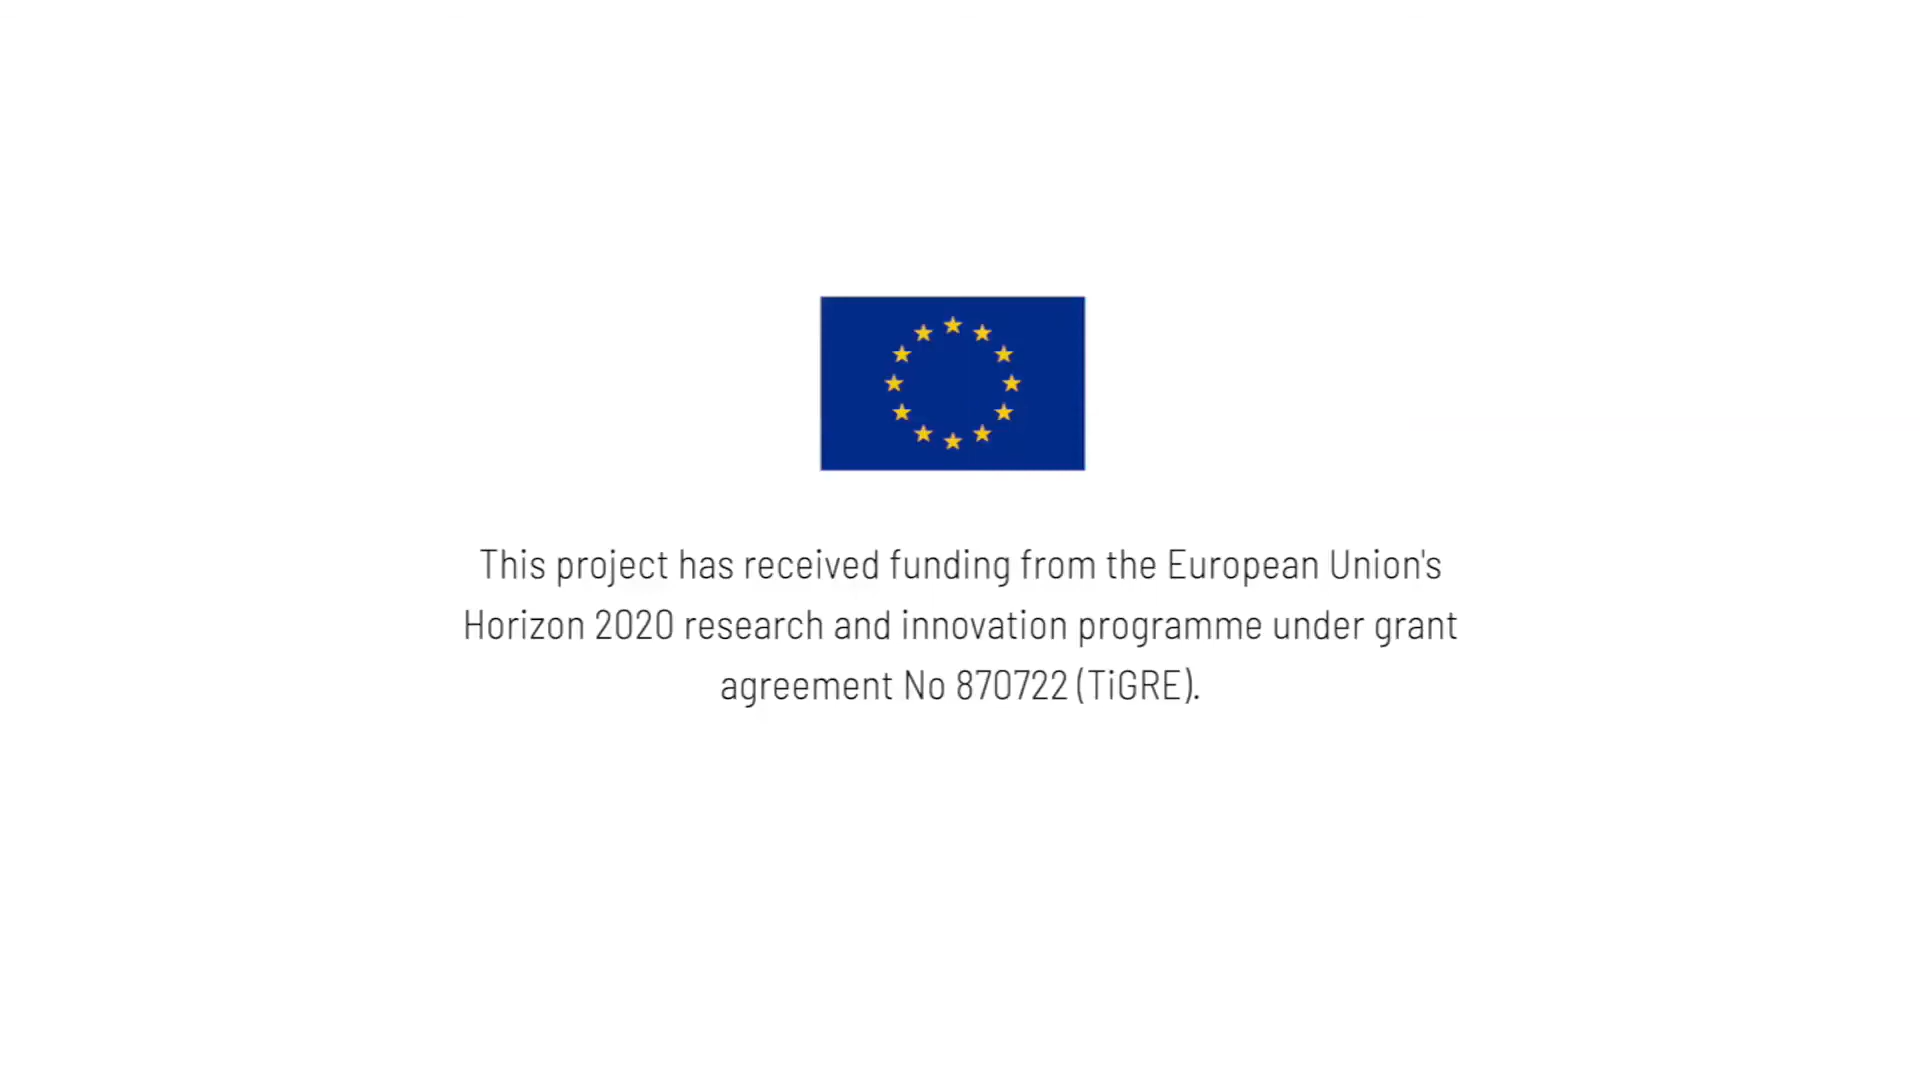 This project has received funding from the European Union's
Horizon 2020 research and innovation programme under grant
agreement No 870722 (TiGRE).